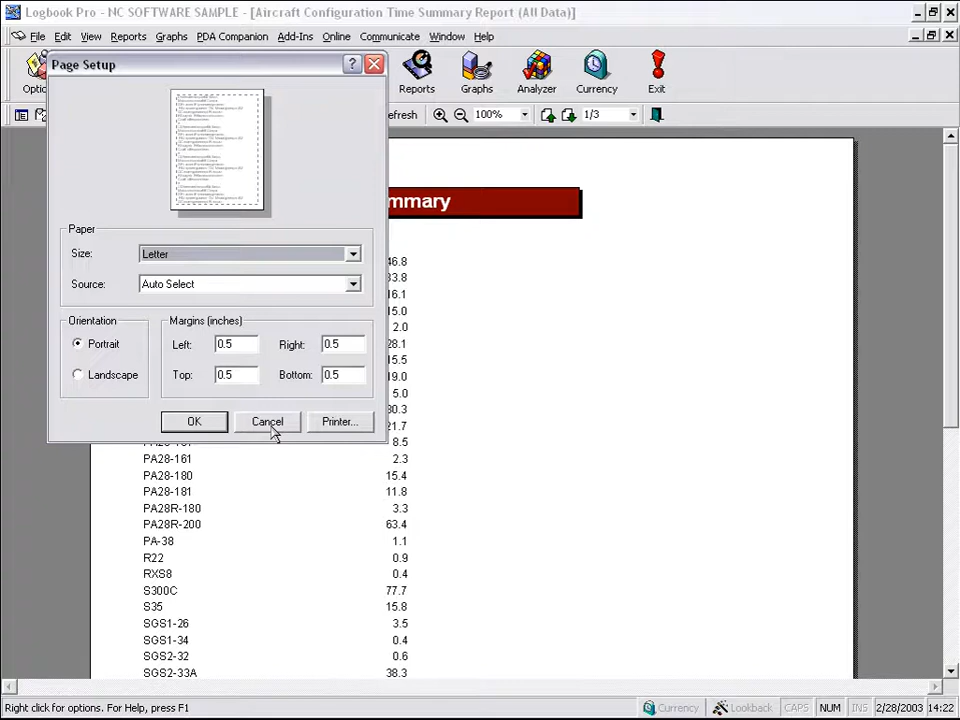 Logbook Pro - NC SOFTWARE SAMPLE - [Aircraft Configuration Time Summary Report (All Data)]
File Edit View Reports Graphs PDA Companion Add-Ins Online Communicate Window Help
Page Setup
Reports Graphs Analyzer Currency Exit
efresh 100% 1/3
mmary
Paper
Size: Letter
Source: Auto Select
Orientation
Portrait
Landscape
Margins (inches)
Left: 0.5 Right: 0.5
Top: 0.5 Bottom: 0.5
OK Cancel Printer...
46.8
33.8
16.1
15.0
2.0
28.1
15.5
19.0
5.0
30.3
21.7
8.5
PA28-161 2.3
PA28-180 15.4
PA28-181 11.8
PA28R-180 3.3
PA28R-200 63.4
PA-38 1.1
R22 0.9
RXS8 0.4
S300C 77.7
S35 15.8
SGS1-26 3.5
SGS1-34 0.4
SGS2-32 0.6
SGS2-33A 38.3
Right click for options. For Help, press F1 Currency Lookback CAPS NUM INS 2/28/2003 14:22